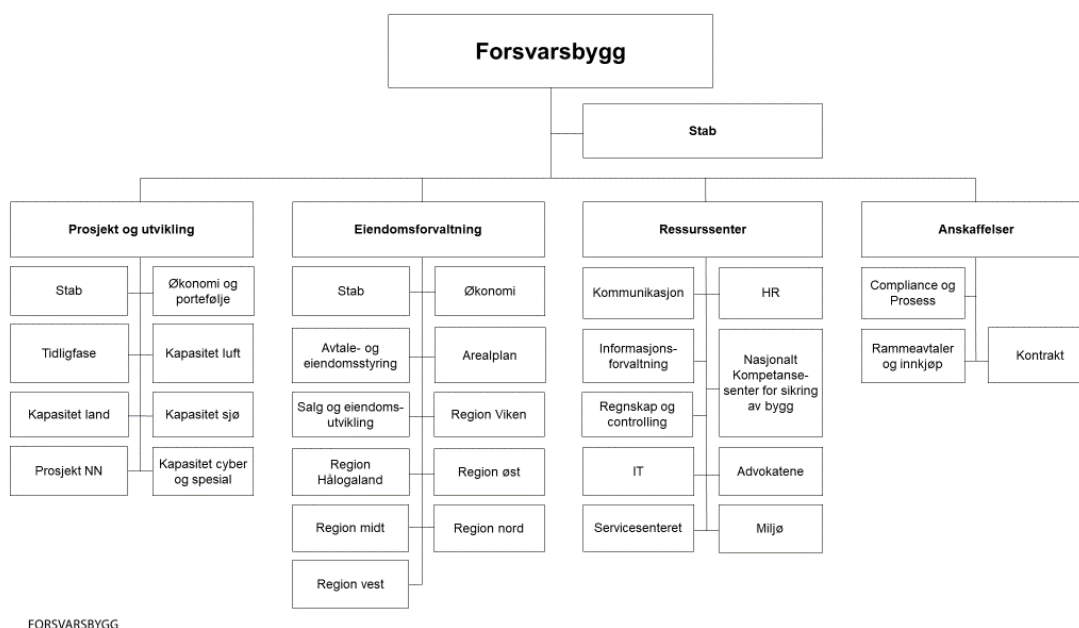 Forsvarsbygg
Stab
Prosjekt og utvikling
Stab
Økonomi og
portefølje
Tidligfase
Kapasitet luft
Kapasitet land
Kapasitet sjø
Prosjekt NN
Kapasitet cyber
og spesial
Eiendomsforvaltning
Stab
Økonomi
Avtale- og
eiendomsstyring
Arealplan
Salg og eiendoms-
utvikling
Region Viken
Region
Hålogaland
Region øst
Region midt
Region nord
Region vest
Ressurssenter
Kommunikasjon
HR
Informasjons-
forvaltning
Nasjonalt
Kompetanse-
senter for sikring
av bygg
Regnskap og
controlling
IT
Advokatene
Servicesenteret
Miljø
Anskaffelser
Compliance og
Prosess
Rammeavtaler
og innkjøp
Kontrakt
FORSVARSBYGG